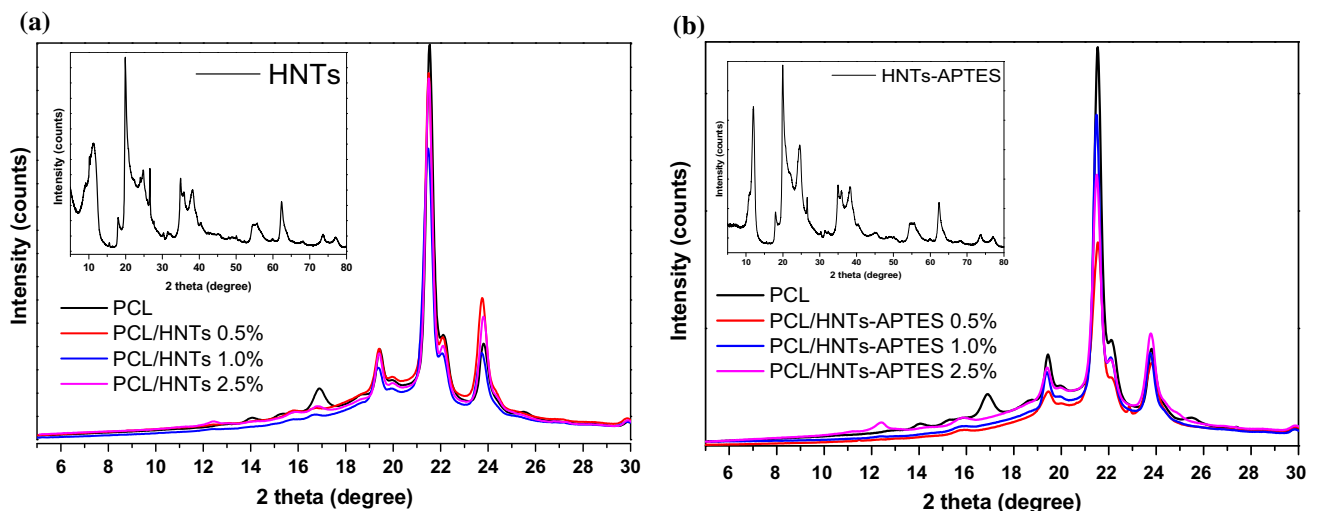 (a)
Intensity (counts)
HNTs
Intensity (counts)
10 20 30 40 50 60 70 80
2 theta (degree)
PCL
PCL/HNTs 0.5%
PCL/HNTs 1.0%
PCL/HNTs 2.5%
6 8 10 12 14 16 18 20 22 24 26 28 30
2 theta (degree)
(b)
Intensity (counts)
HNTs-APTES
Intensity (counts)
10 20 30 40 50 60 70 80
2 theta (degree)
PCL
PCL/HNTs-APTES 0.5%
PCL/HNTs-APTES 1.0%
PCL/HNTs-APTES 2.5%
6 8 10 12 14 16 18 20 22 24 26 28 30
2 theta (degree)